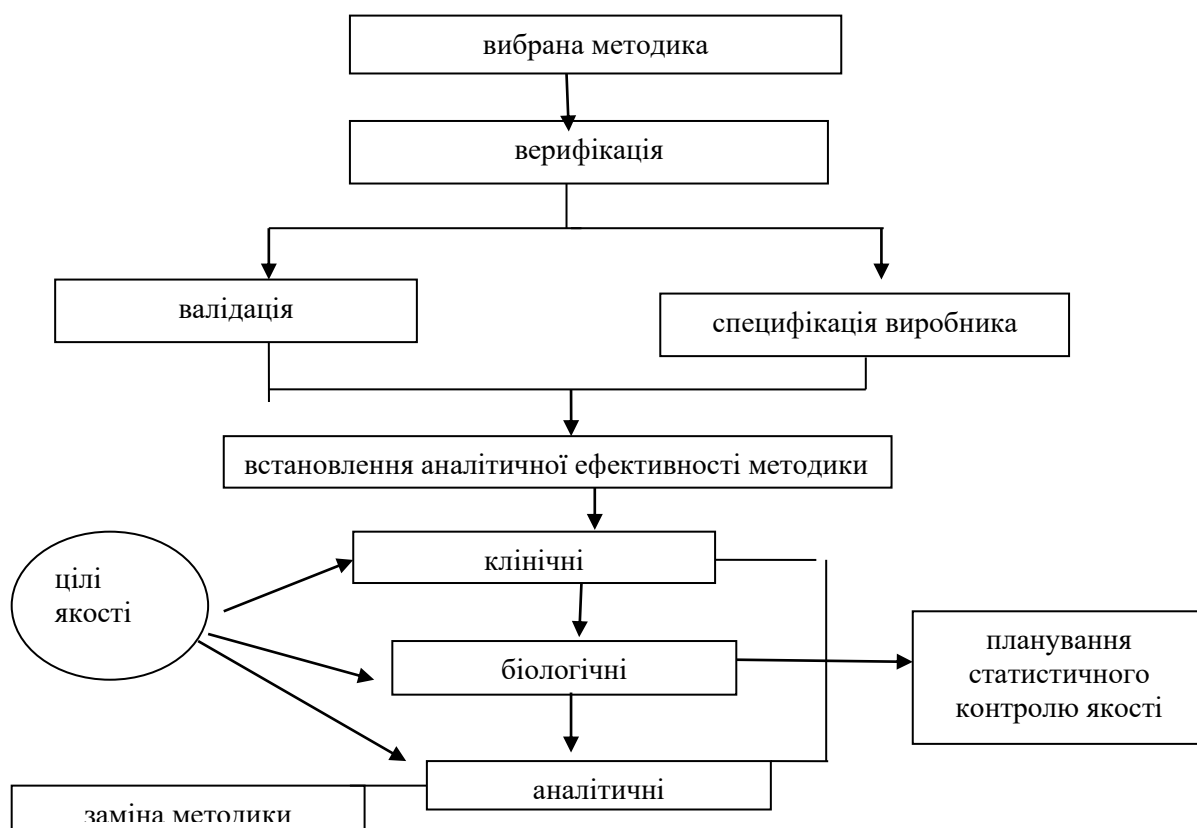 вибрана методика
верифікація
валідація
специфікація виробника
встановлення аналітичної ефективності методики
клінічні
цілі
якості
біологічні
планування
статистичного
контролю якості
аналітичні
заміна методики